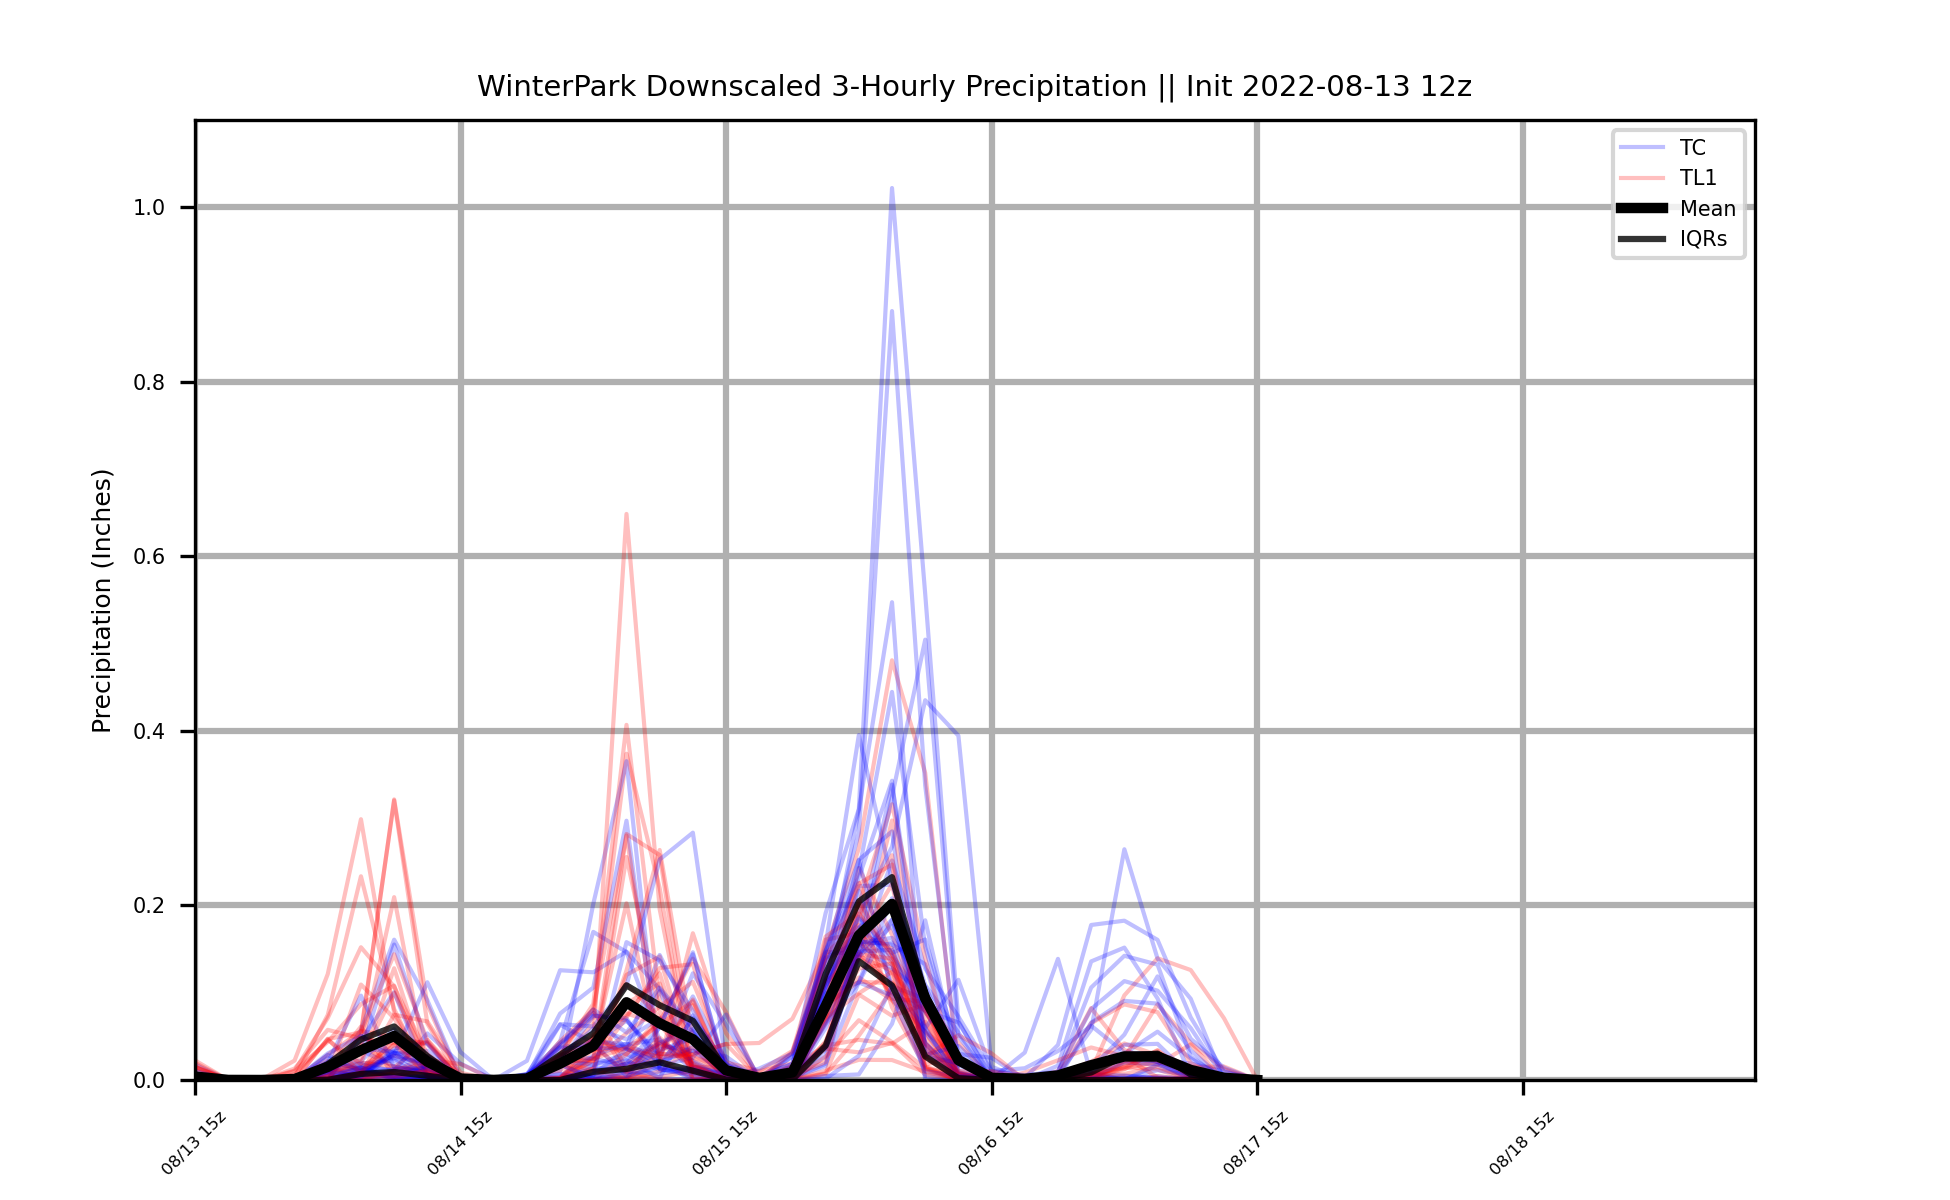 WinterPark Downscaled 3-Hourly Precipitation || Init 2022-08-13 12z
TC
TL1
Mean
IQRs
Precipitation (Inches)
1.0
0.8
0.6
0.4
0.2
0.0
08/13 15z
08/14 15z
08/15 15z
08/16 15z
08/17 15z
08/18 15z